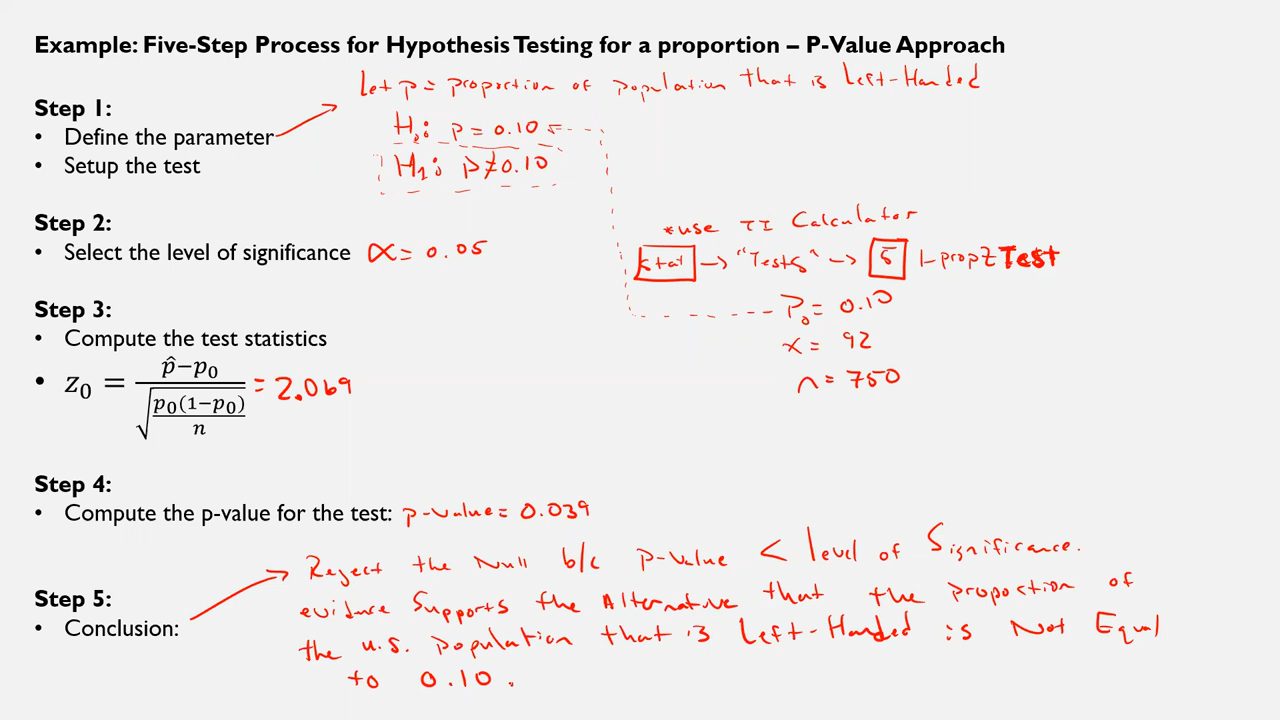 Example: Five-Step Process for Hypothesis Testing for a proportion – P-Value Approach
Let p = proportion of population that is Left-Handed
Step 1:
• Define the parameter
• Setup the test
H₀: p = 0.10
H₁: p ≠ 0.10
Step 2:
• Select the level of significance α = 0.05
*use TI Calculator
Stat → "Tests" → 5 1-propZTest
P₀ = 0.10
x = 92
n = 750
Step 3:
• Compute the test statistics
• z₀ = (p̂−p₀) / √(p₀(1−p₀)/n) = 2.069
Step 4:
• Compute the p-value for the test: p-value = 0.039
Step 5:
• Conclusion:
Reject the Null b/c p-value < level of Significance.
evidence Supports the Alternative that the proportion of
the U.S. population that is Left-Handed is Not Equal
to 0.10.